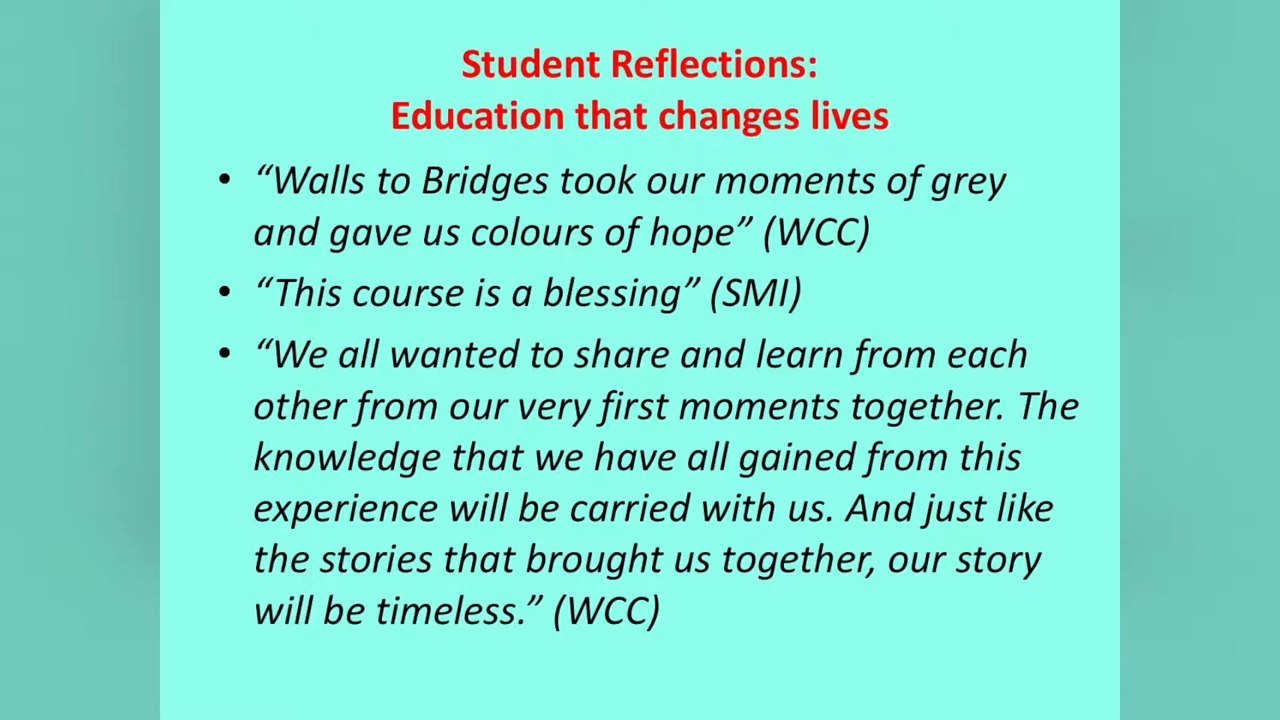 Student Reflections:
Education that changes lives
• “Walls to Bridges took our moments of grey
and gave us colours of hope” (WCC)
• “This course is a blessing” (SMI)
• “We all wanted to share and learn from each
other from our very first moments together. The
knowledge that we have all gained from this
experience will be carried with us. And just like
the stories that brought us together, our story
will be timeless.” (WCC)